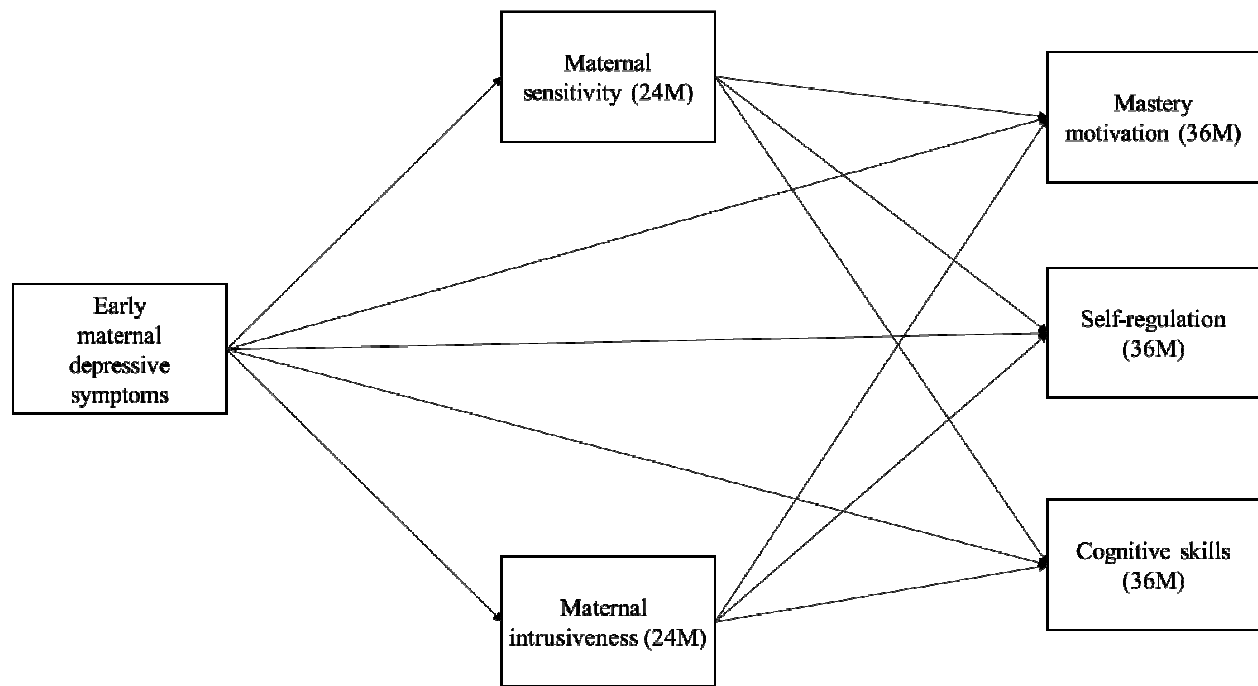 Maternal
sensitivity (24M)
Mastery
motivation (36M)
Early
maternal
depressive
symptoms
Self-regulation
(36M)
Cognitive skills
(36M)
Maternal
intrusiveness (24M)